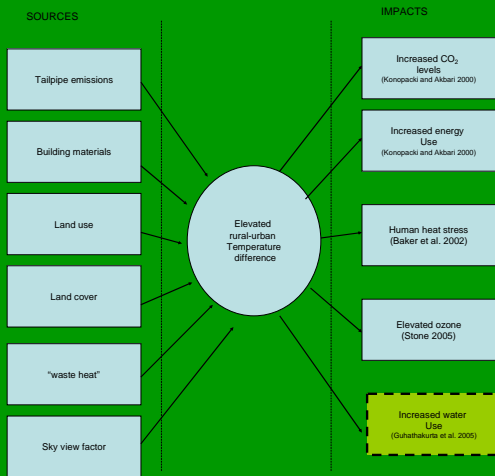 SOURCES
Tailpipe emissions
Building materials
Land use
Land cover
"waste heat"
Sky view factor
Elevated
rural-urban
Temperature
difference
IMPACTS
Increased CO₂
levels
(Konopacki and Akbari 2000)
Increased energy
Use
(Konopacki and Akbari 2000)
Human heat stress
(Baker et al. 2002)
Elevated ozone
(Stone 2005)
Increased water
Use
(Guhathakurta et al. 2005)